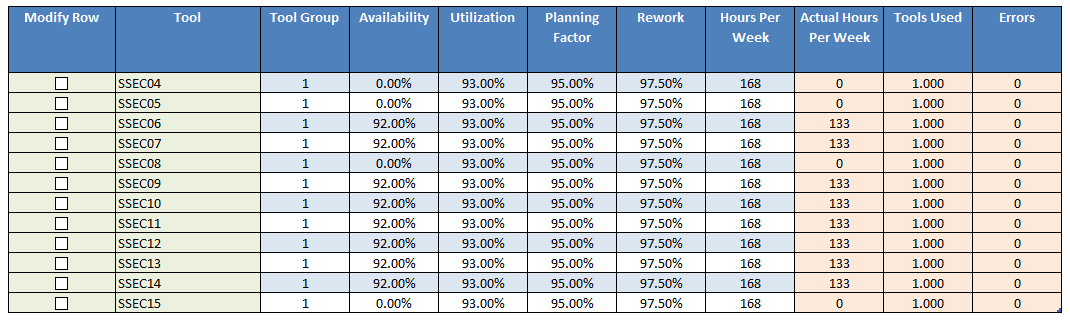 Modify Row Tool Tool Group Availability Utilization Planning Factor Rework Hours Per Week Actual Hours Per Week Tools Used Errors
SSEC04 1 0.00% 93.00% 95.00% 97.50% 168 0 1.000 0
SSEC05 1 0.00% 93.00% 95.00% 97.50% 168 0 1.000 0
SSEC06 1 92.00% 93.00% 95.00% 97.50% 168 133 1.000 0
SSEC07 1 92.00% 93.00% 95.00% 97.50% 168 133 1.000 0
SSEC08 1 0.00% 93.00% 95.00% 97.50% 168 0 1.000 0
SSEC09 1 92.00% 93.00% 95.00% 97.50% 168 133 1.000 0
SSEC10 1 92.00% 93.00% 95.00% 97.50% 168 133 1.000 0
SSEC11 1 92.00% 93.00% 95.00% 97.50% 168 133 1.000 0
SSEC12 1 92.00% 93.00% 95.00% 97.50% 168 133 1.000 0
SSEC13 1 92.00% 93.00% 95.00% 97.50% 168 133 1.000 0
SSEC14 1 92.00% 93.00% 95.00% 97.50% 168 133 1.000 0
SSEC15 1 0.00% 93.00% 95.00% 97.50% 168 0 1.000 0